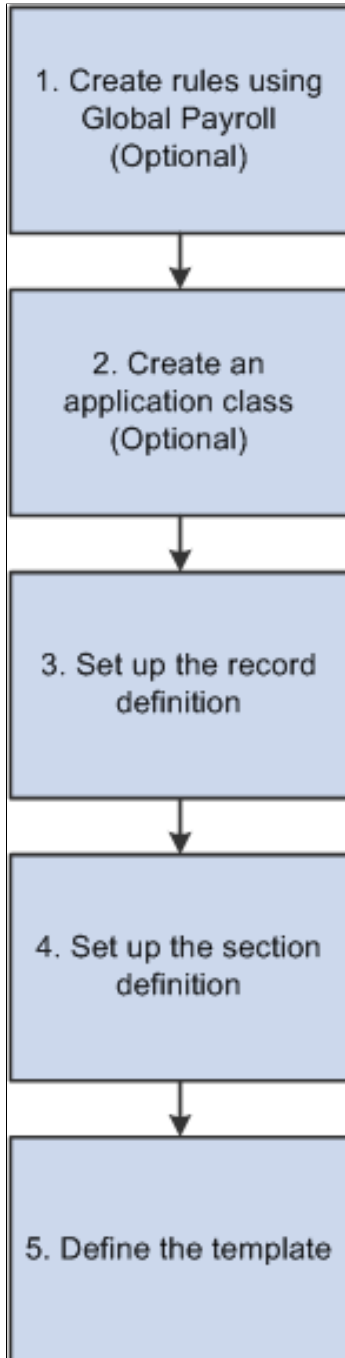 1. Create rules using
Global Payroll
(Optional)
2. Create an
application class
(Optional)
3. Set up the record
definition
4. Set up the section
definition
5. Define the template